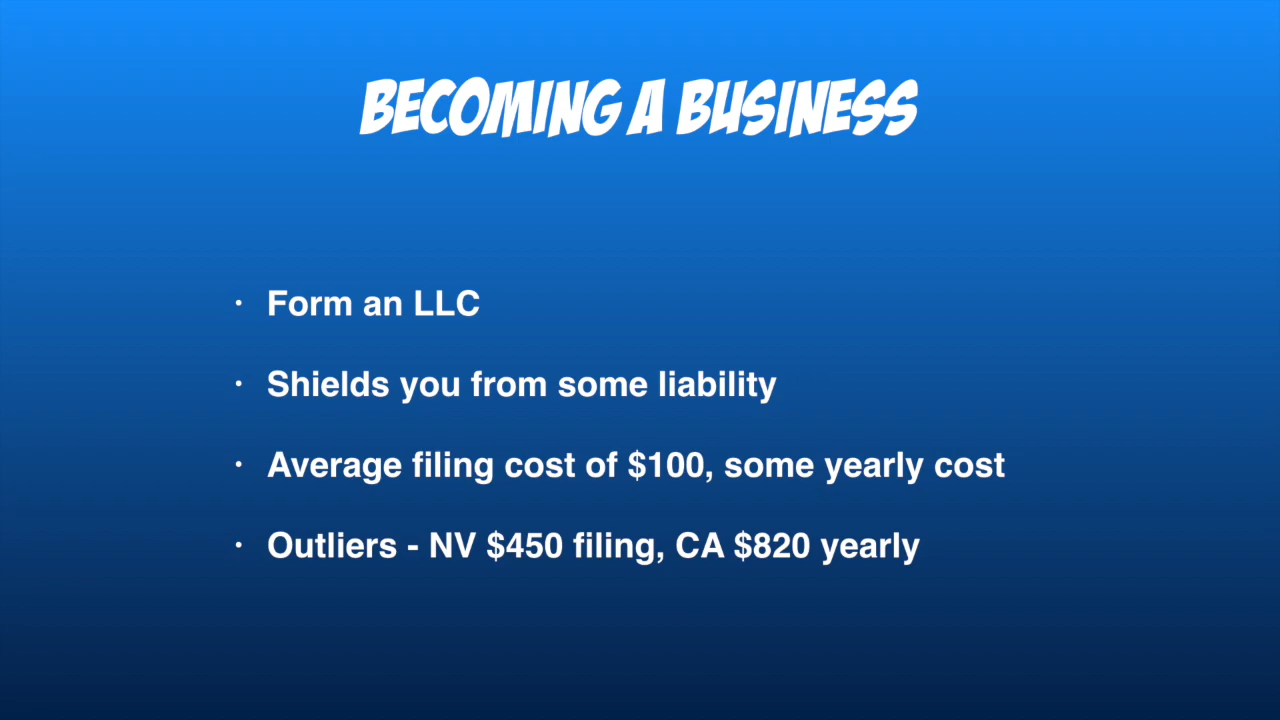 BECOMING A BUSINESS
• Form an LLC
• Shields you from some liability
• Average filing cost of $100, some yearly cost
• Outliers - NV $450 filing, CA $820 yearly